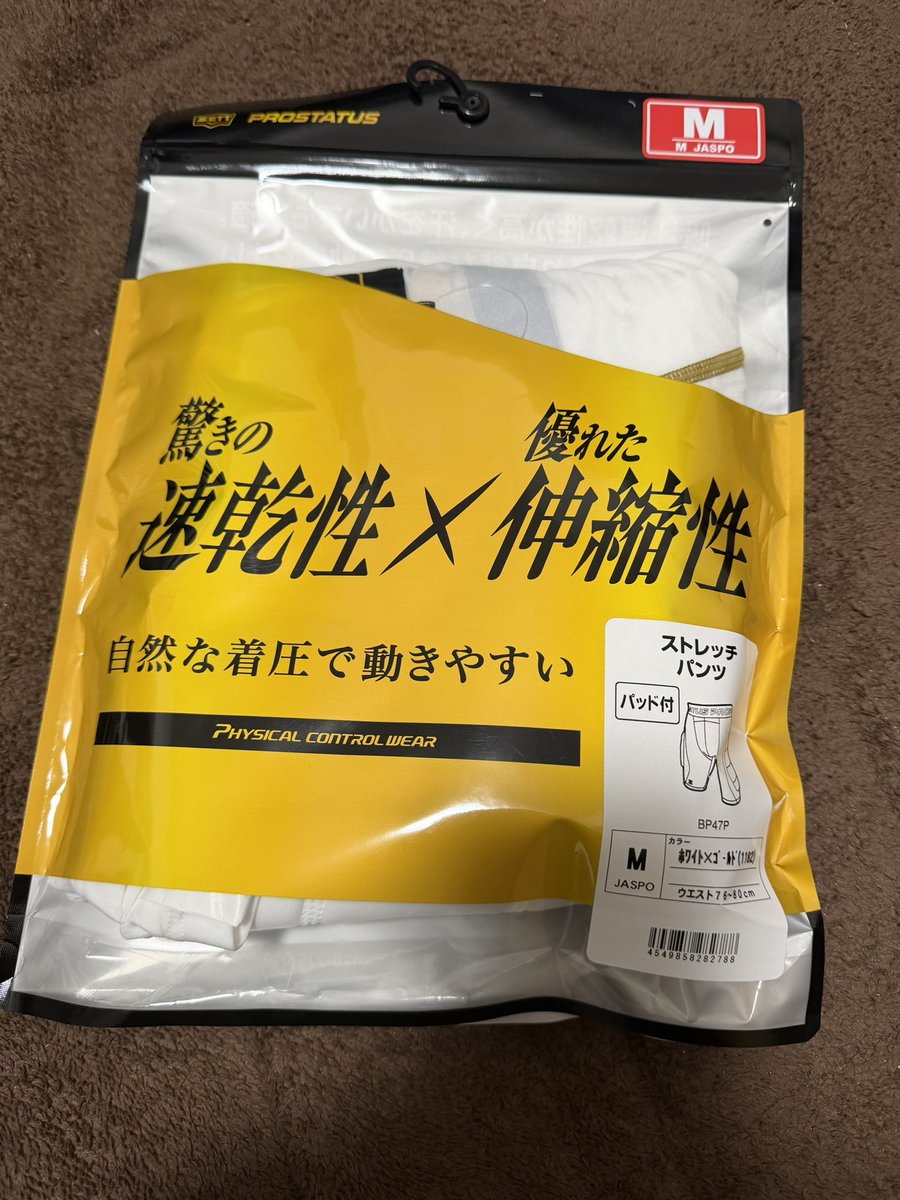 ZETT PROSTATUS
M
M JASPO
驚きの
速乾性×
優れた
伸縮性
自然な着圧で動きやすい
PHYSICAL CONTROL WEAR
ストレッチ
パンツ
パッド付
BP47P
M
JASPO
カラー
ホワイト×ゴールド(1182)
ウエスト76~80cm
4549858282788